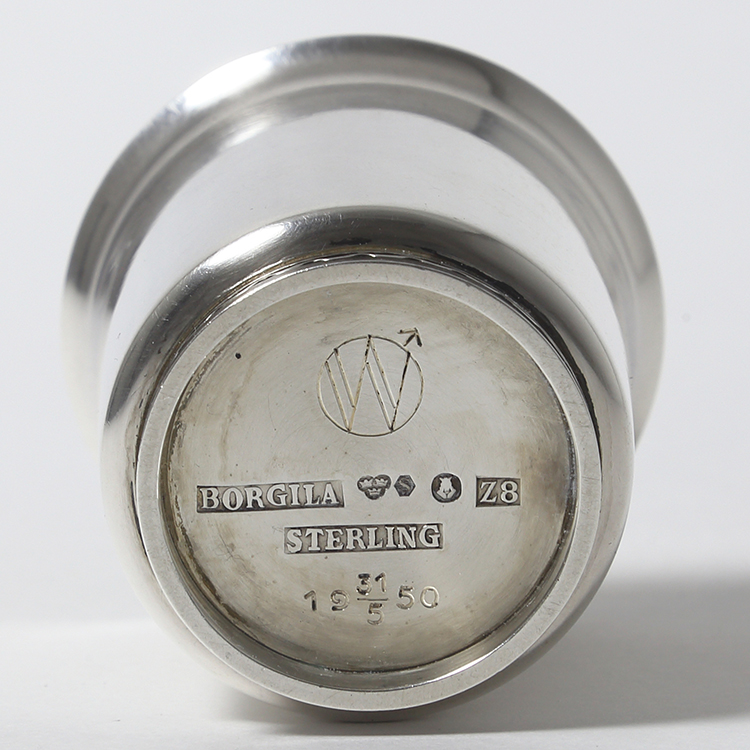 W
BORGILA S Z8
STERLING
19 31/5 50